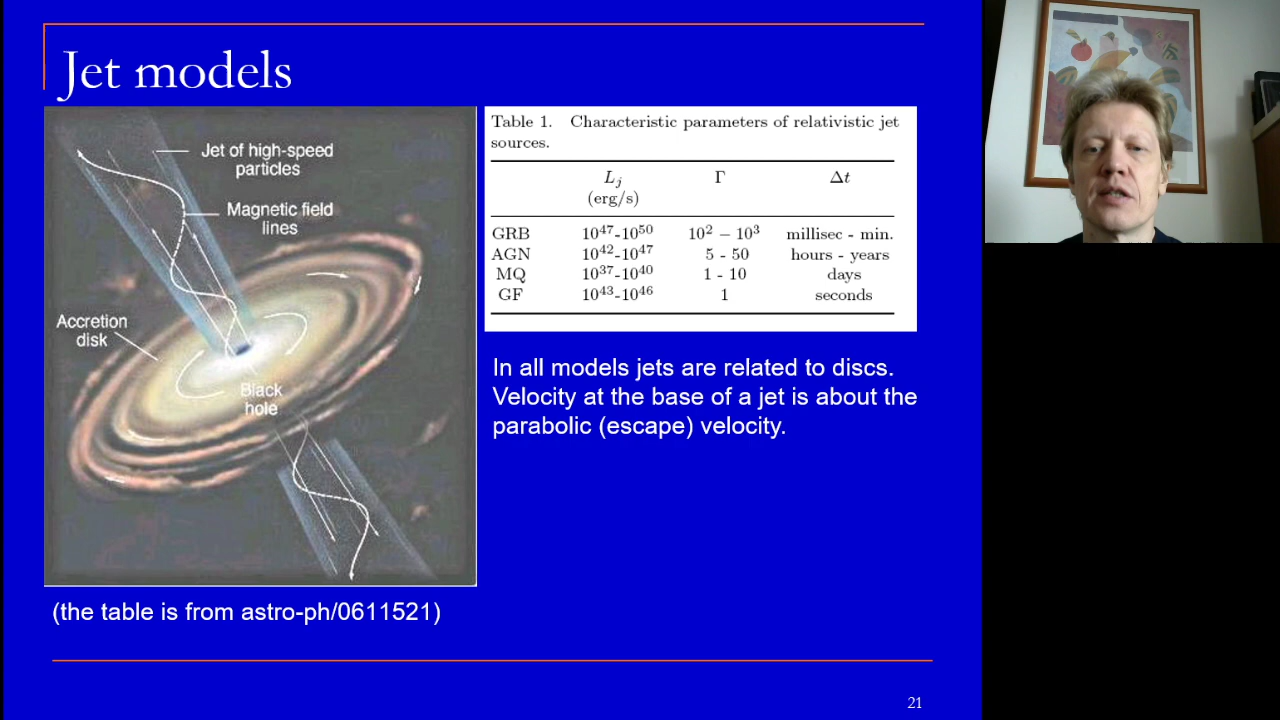 Jet models
Jet of high-speed
particles
Magnetic field
lines
Accretion
disk
Black
hole
Table 1. Characteristic parameters of relativistic jet
sources.
L_j Γ Δt
(erg/s)
GRB 10^47-10^50 10^2 − 10^3 millisec - min.
AGN 10^42-10^47 5 - 50 hours - years
MQ 10^37-10^40 1 - 10 days
GF 10^43-10^46 1 seconds
In all models jets are related to discs.
Velocity at the base of a jet is about the
parabolic (escape) velocity.
(the table is from astro-ph/0611521)
21